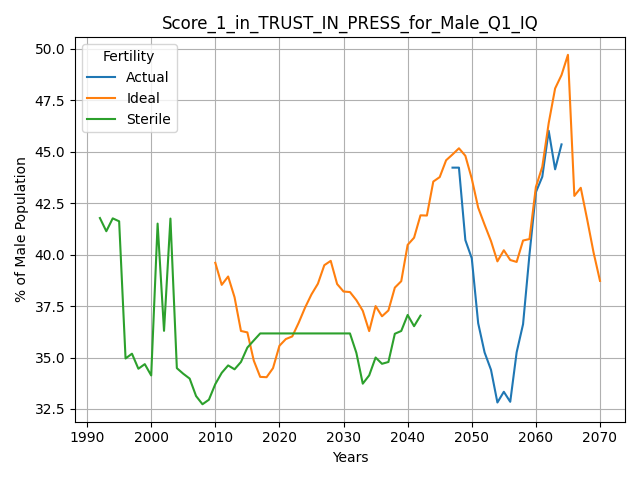 Score_1_in_TRUST_IN_PRESS_for_Male_Q1_IQ
50.0
47.5
45.0
42.5
40.0
37.5
35.0
32.5
% of Male Population
Fertility
Actual
Ideal
Sterile
1990 2000 2010 2020 2030 2040 2050 2060 2070
Years